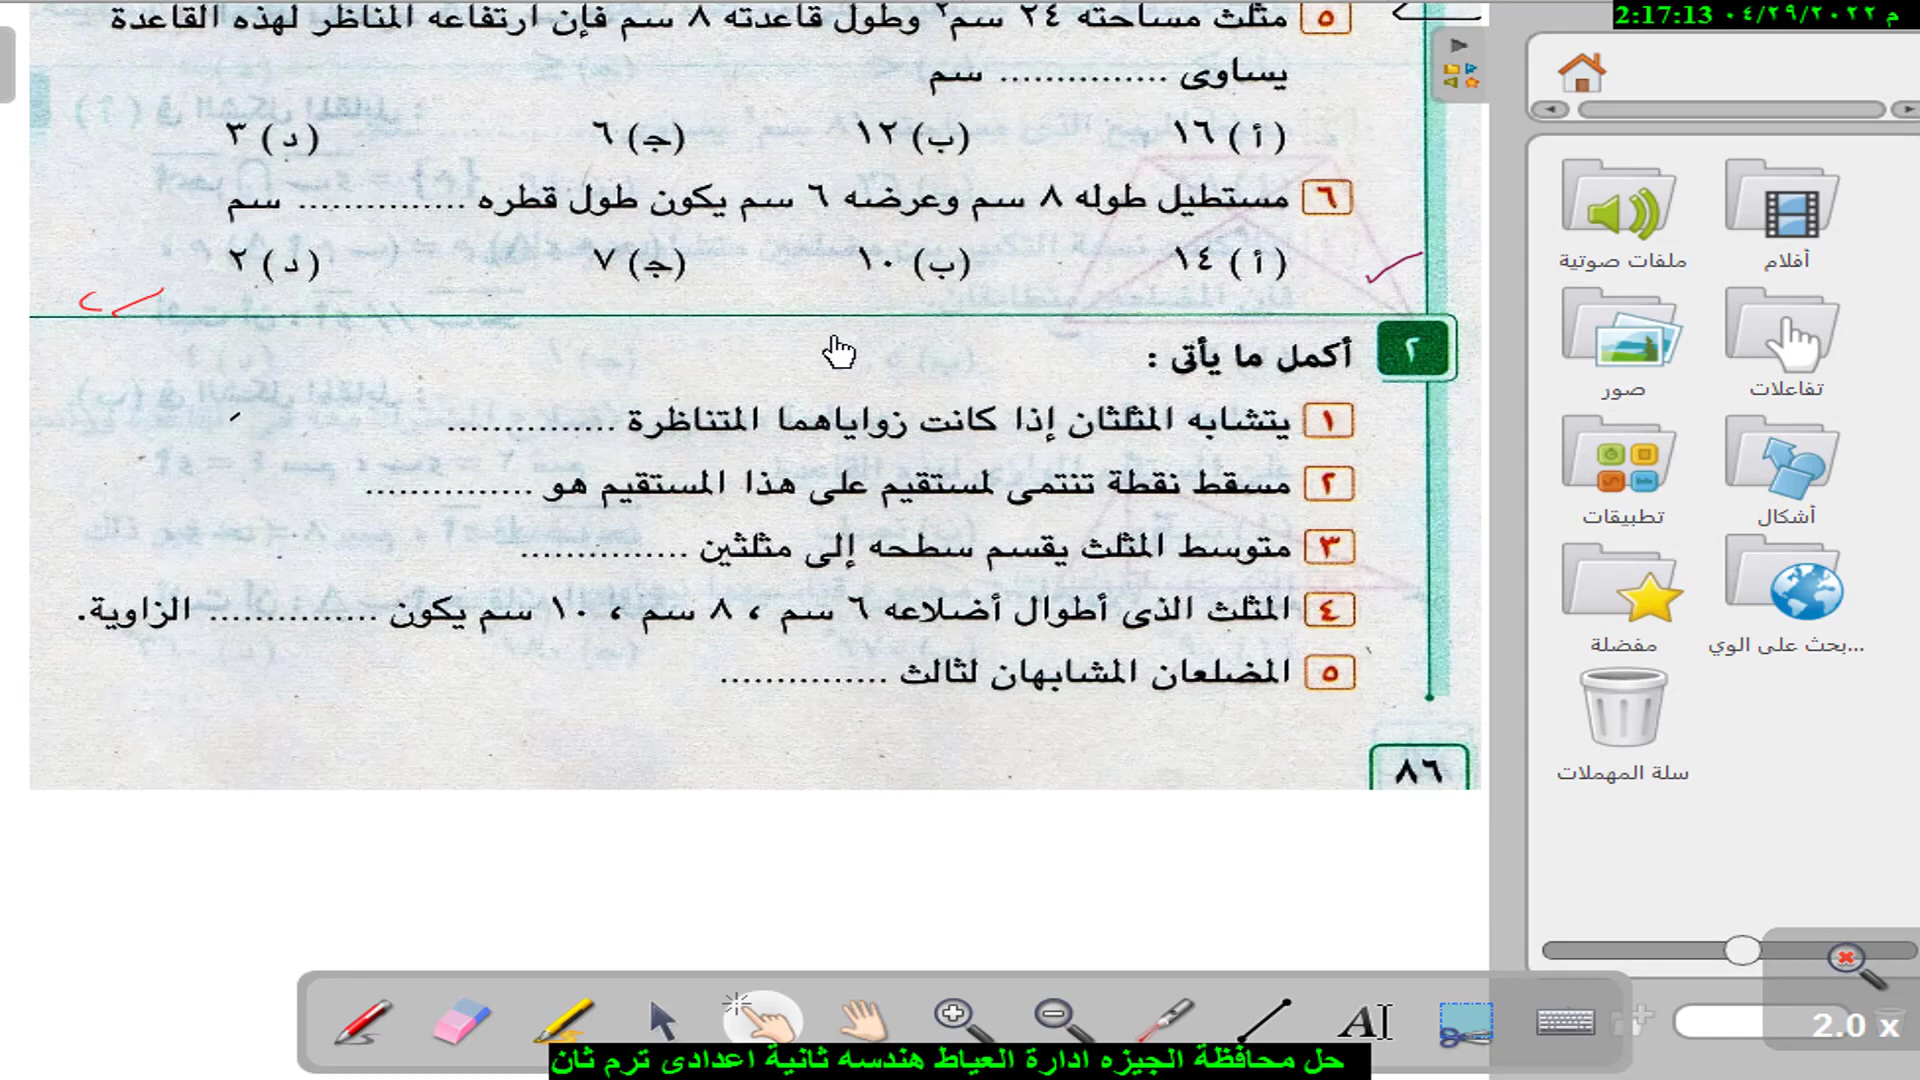 م ٠٤/٢٩/٢٠٢٢ 2:17:13
٥ مثلث مساحته ٢٤ سم٢ وطول قاعدته ٨ سم فإن ارتفاعه المناظر لهذه القاعدة
يساوى ............... سم
( أ ) ١٦ (ب) ١٢ (جـ) ٦ ( د ) ٣
٦ مستطيل طوله ٨ سم وعرضه ٦ سم يكون طول قطره ............... سم
( أ ) ١٤ (ب) ١٠ (جـ) ٧ ( د ) ٢
٢ أكمل ما يأتى :
١ يتشابه المثلثان إذا كانت زواياهما المتناظرة ...............
٢ مسقط نقطة تنتمى لمستقيم على هذا المستقيم هو ...............
٣ متوسط المثلث يقسم سطحه إلى مثلثين ...............
٤ المثلث الذى أطوال أضلاعه ٦ سم ، ٨ سم ، ١٠ سم يكون ............... الزاوية.
٥ المضلعان المشابهان لثالث ...............
٨٦
أفلام
ملفات صوتية
تفاعلات
صور
أشكال
تطبيقات
بحث على الوي...
مفضلة
سلة المهملات
2.0 x
حل محافظة الجيزه ادارة العياط هندسه ثانية اعدادى ترم ثان